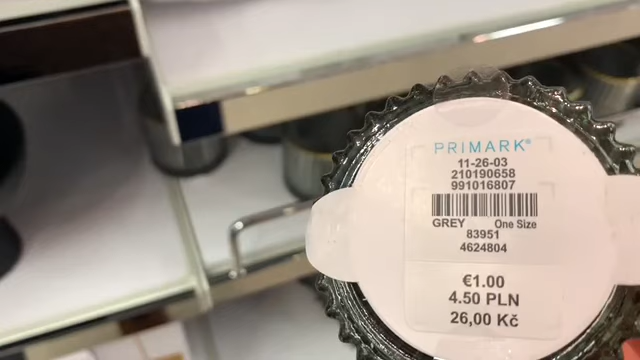 PRIMARK®
11-26-03
210190658
991016807
GREY One Size
83951
4624804
€1.00
4.50 PLN
26,00 Kč